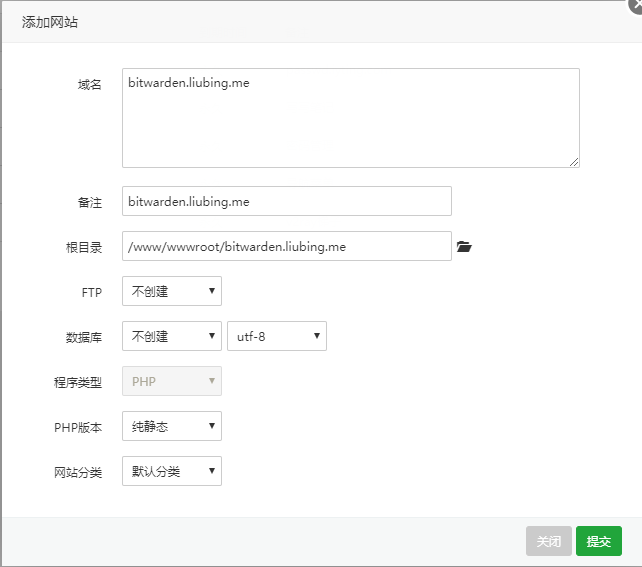 添加网站
域名 bitwarden.liubing.me
备注 bitwarden.liubing.me
根目录 /www/wwwroot/bitwarden.liubing.me
FTP 不创建
数据库 不创建 utf-8
程序类型 PHP
PHP版本 纯静态
网站分类 默认分类
关闭 提交